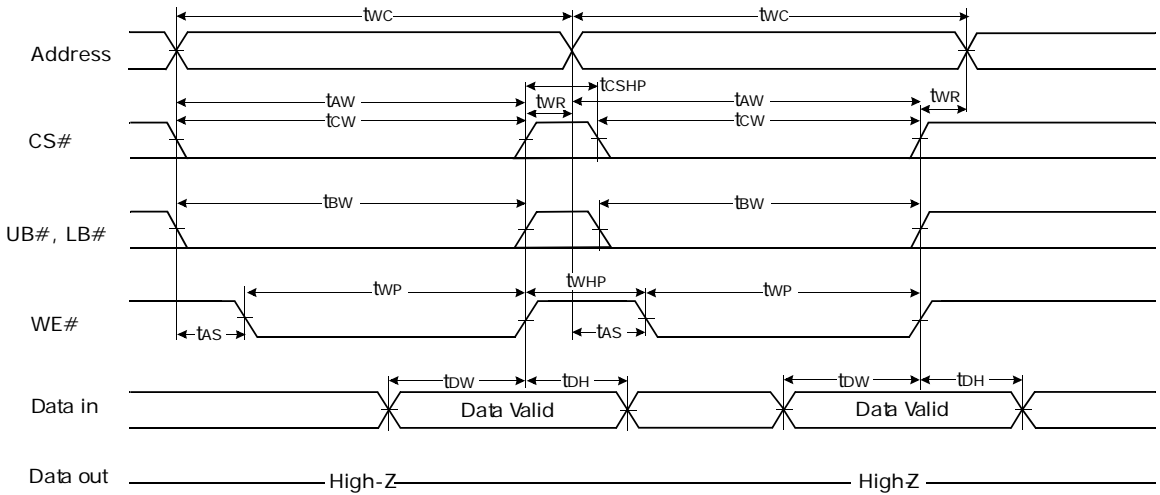 tWC tWC
Address
tCSHP
tAW tWR tAW tWR
tCW tCW
CS#
tBW tBW
UB#, LB#
tWP tWHP tWP
WE#
tAS tAS
tDW tDH tDW tDH
Data in Data Valid Data Valid
Data out High-Z High-Z